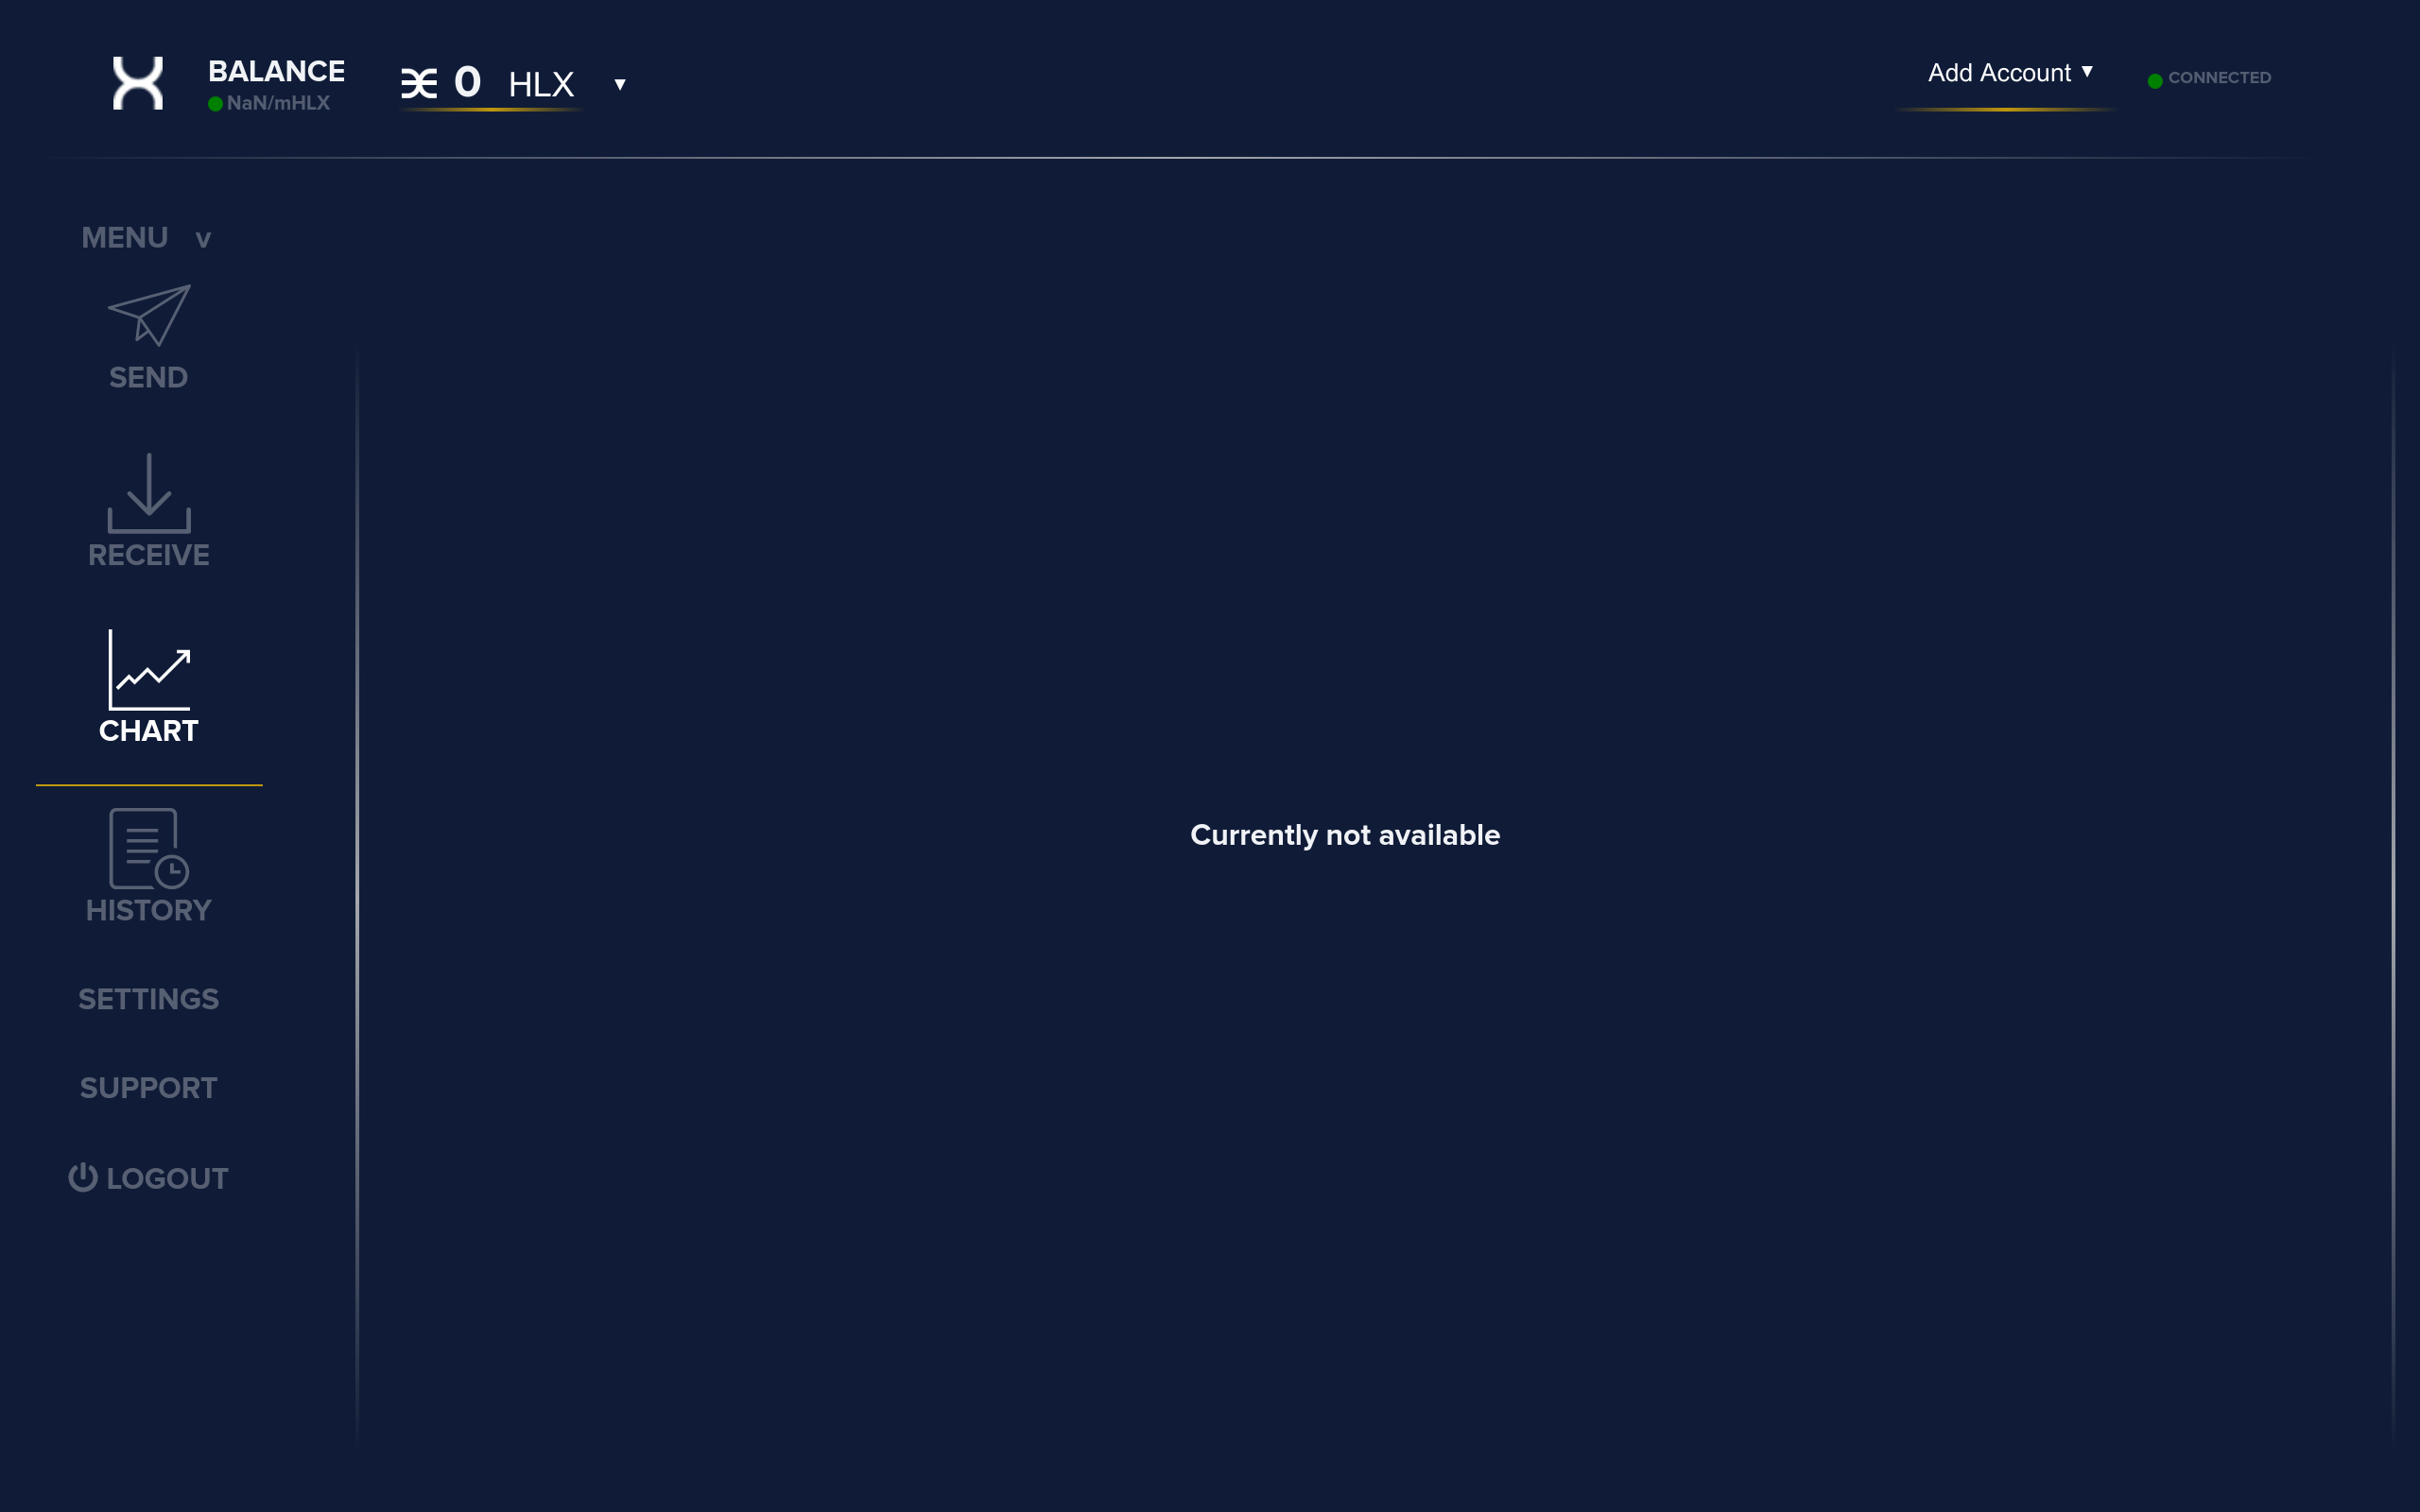 BALANCE
NaN/mHLX
0 HLX
Add Account
CONNECTED
MENU v
SEND
RECEIVE
CHART
HISTORY
SETTINGS
SUPPORT
LOGOUT
Currently not available